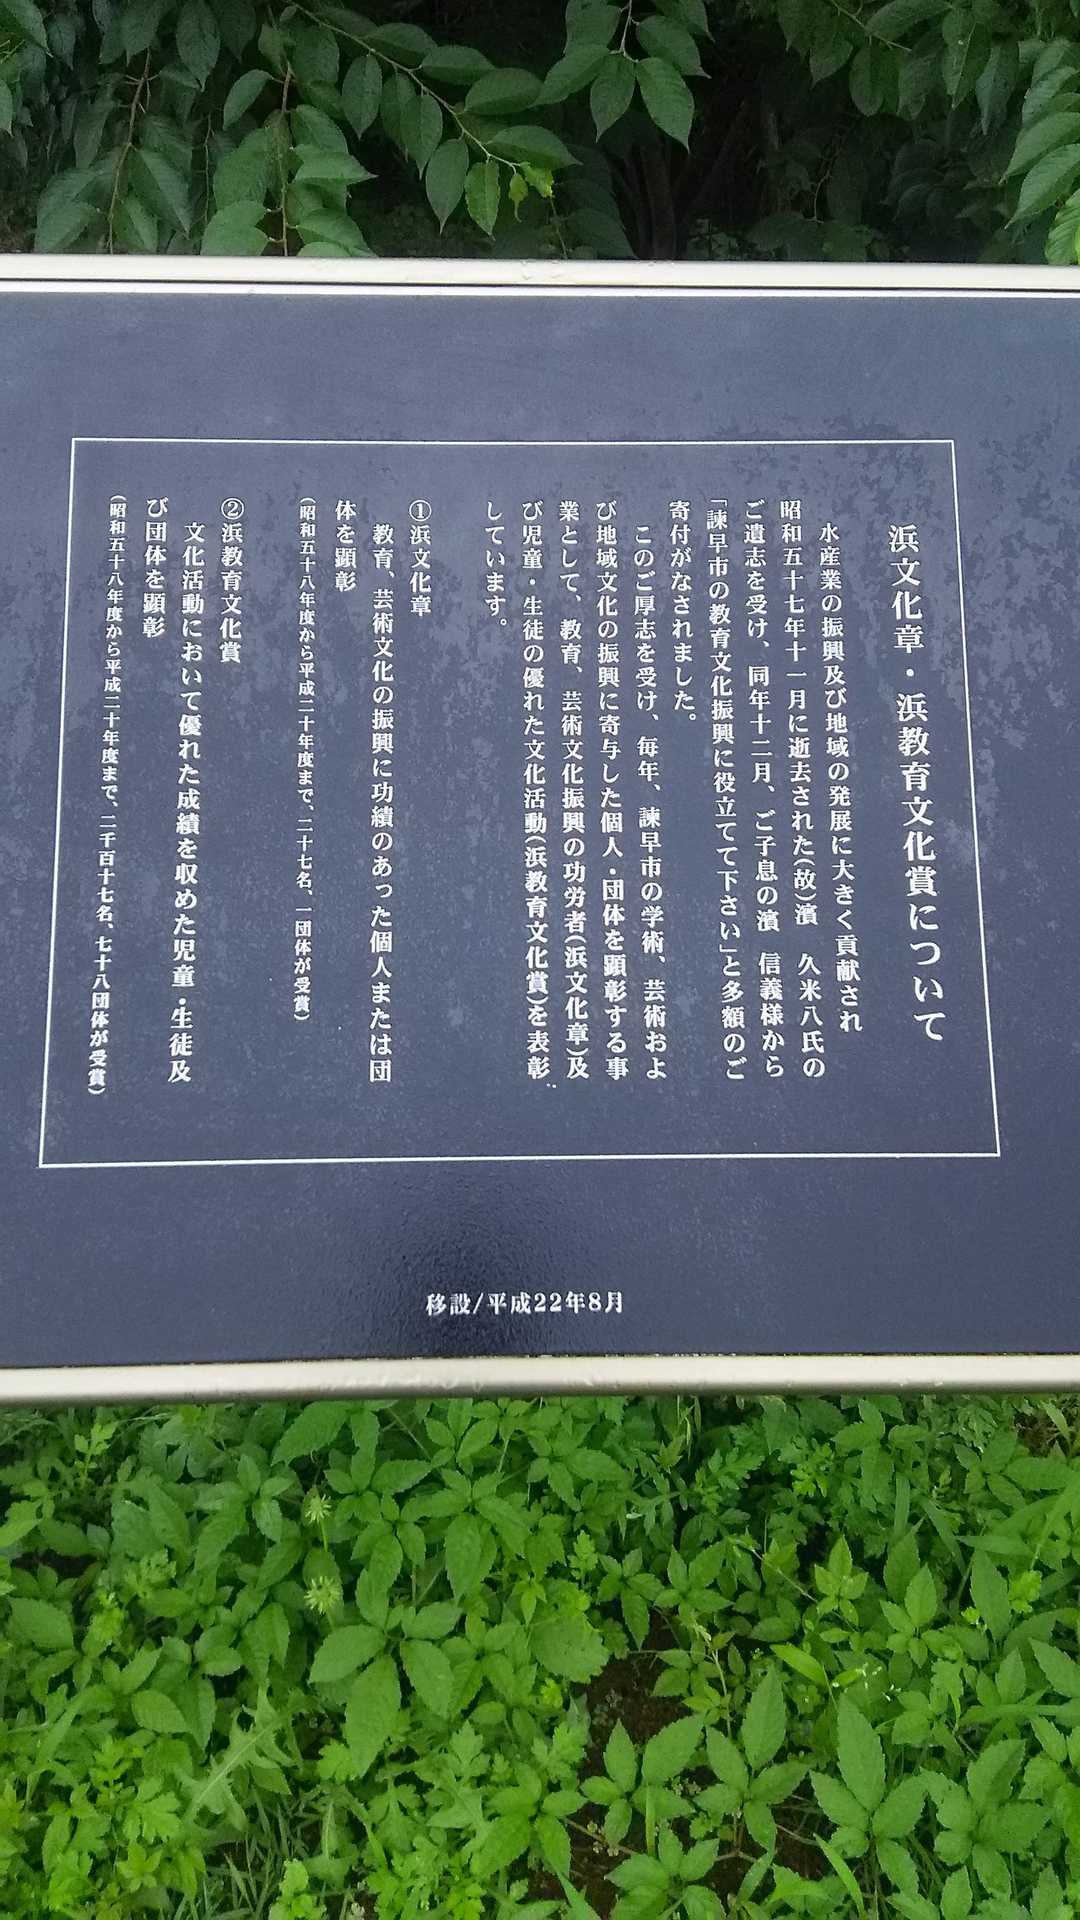 浜文化章・浜教育文化賞について
水産業の振興及び地域の発展に大きく貢献され
昭和五十七年十一月に逝去された(故)濱　久米八氏の
ご遺志を受け、同年十二月、ご子息の濱　信義様から
「諫早市の教育文化振興に役立てて下さい」と多額のご
寄付がなされました。
このご厚志を受け、毎年、諫早市の学術、芸術およ
び地域文化の振興に寄与した個人・団体を顕彰する事
業として、教育、芸術文化振興の功労者(浜文化章)及
び児童・生徒の優れた文化活動(浜教育文化賞)を表彰
しています。
①浜文化章
教育、芸術文化の振興に功績のあった個人または団
体を顕彰
(昭和五十八年度から平成二十年度まで、二十七名、一団体が受賞)
②浜教育文化賞
文化活動において優れた成績を収めた児童・生徒及
び団体を顕彰
(昭和五十八年度から平成二十年度まで、二千百十七名、七十八団体が受賞)
移設/平成22年8月